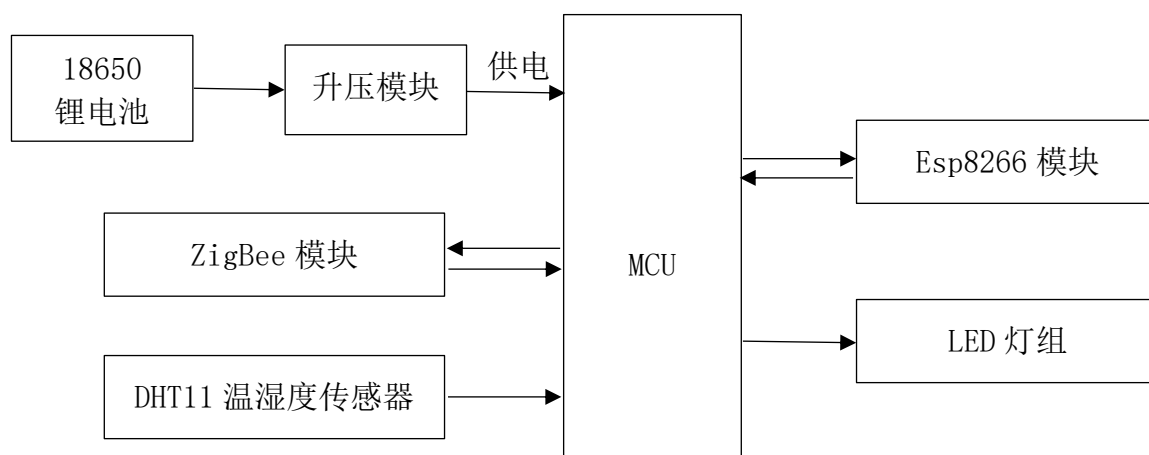 18650
锂电池
升压模块
供电
Esp8266 模块
ZigBee 模块
MCU
LED 灯组
DHT11 温湿度传感器